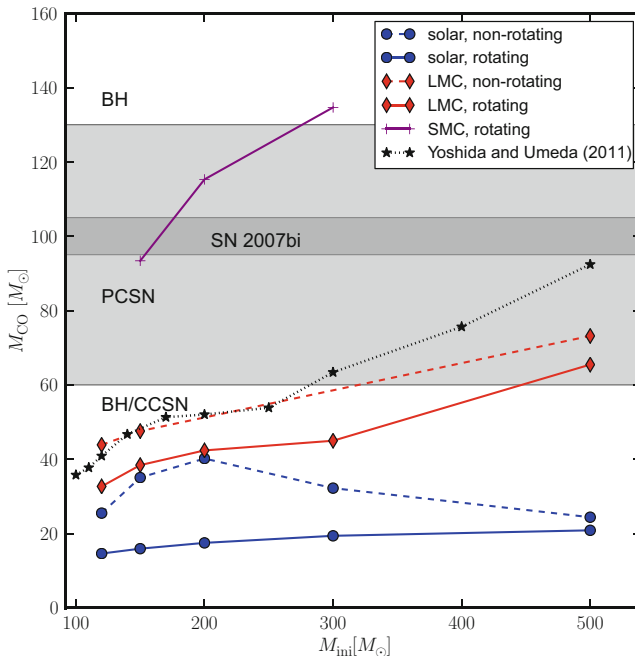 160
140
120
100
80
60
40
20
0
M_CO [M_⊙]
BH
SN 2007bi
PCSN
BH/CCSN
solar, non-rotating
solar, rotating
LMC, non-rotating
LMC, rotating
SMC, rotating
Yoshida and Umeda (2011)
100 200 300 400 500
M_ini[M_⊙]